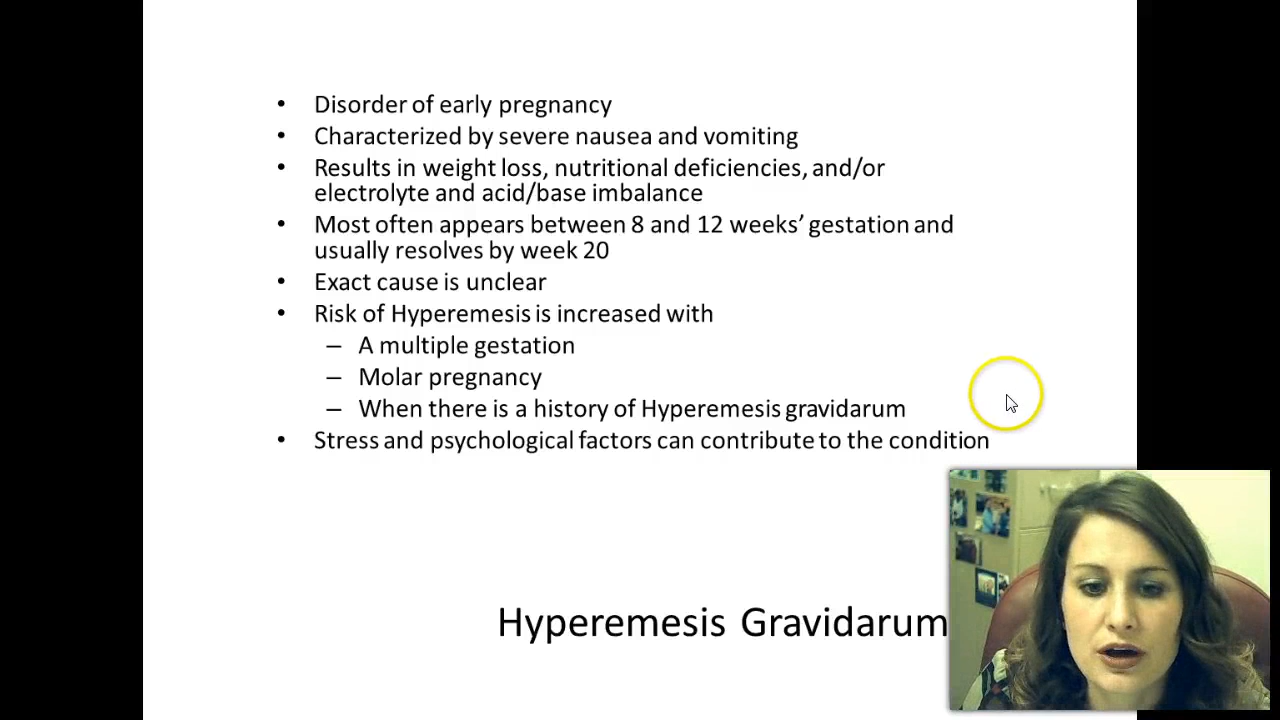 • Disorder of early pregnancy
• Characterized by severe nausea and vomiting
• Results in weight loss, nutritional deficiencies, and/or
electrolyte and acid/base imbalance
• Most often appears between 8 and 12 weeks’ gestation and
usually resolves by week 20
• Exact cause is unclear
• Risk of Hyperemesis is increased with
– A multiple gestation
– Molar pregnancy
– When there is a history of Hyperemesis gravidarum
• Stress and psychological factors can contribute to the condition
Hyperemesis Gravidarum